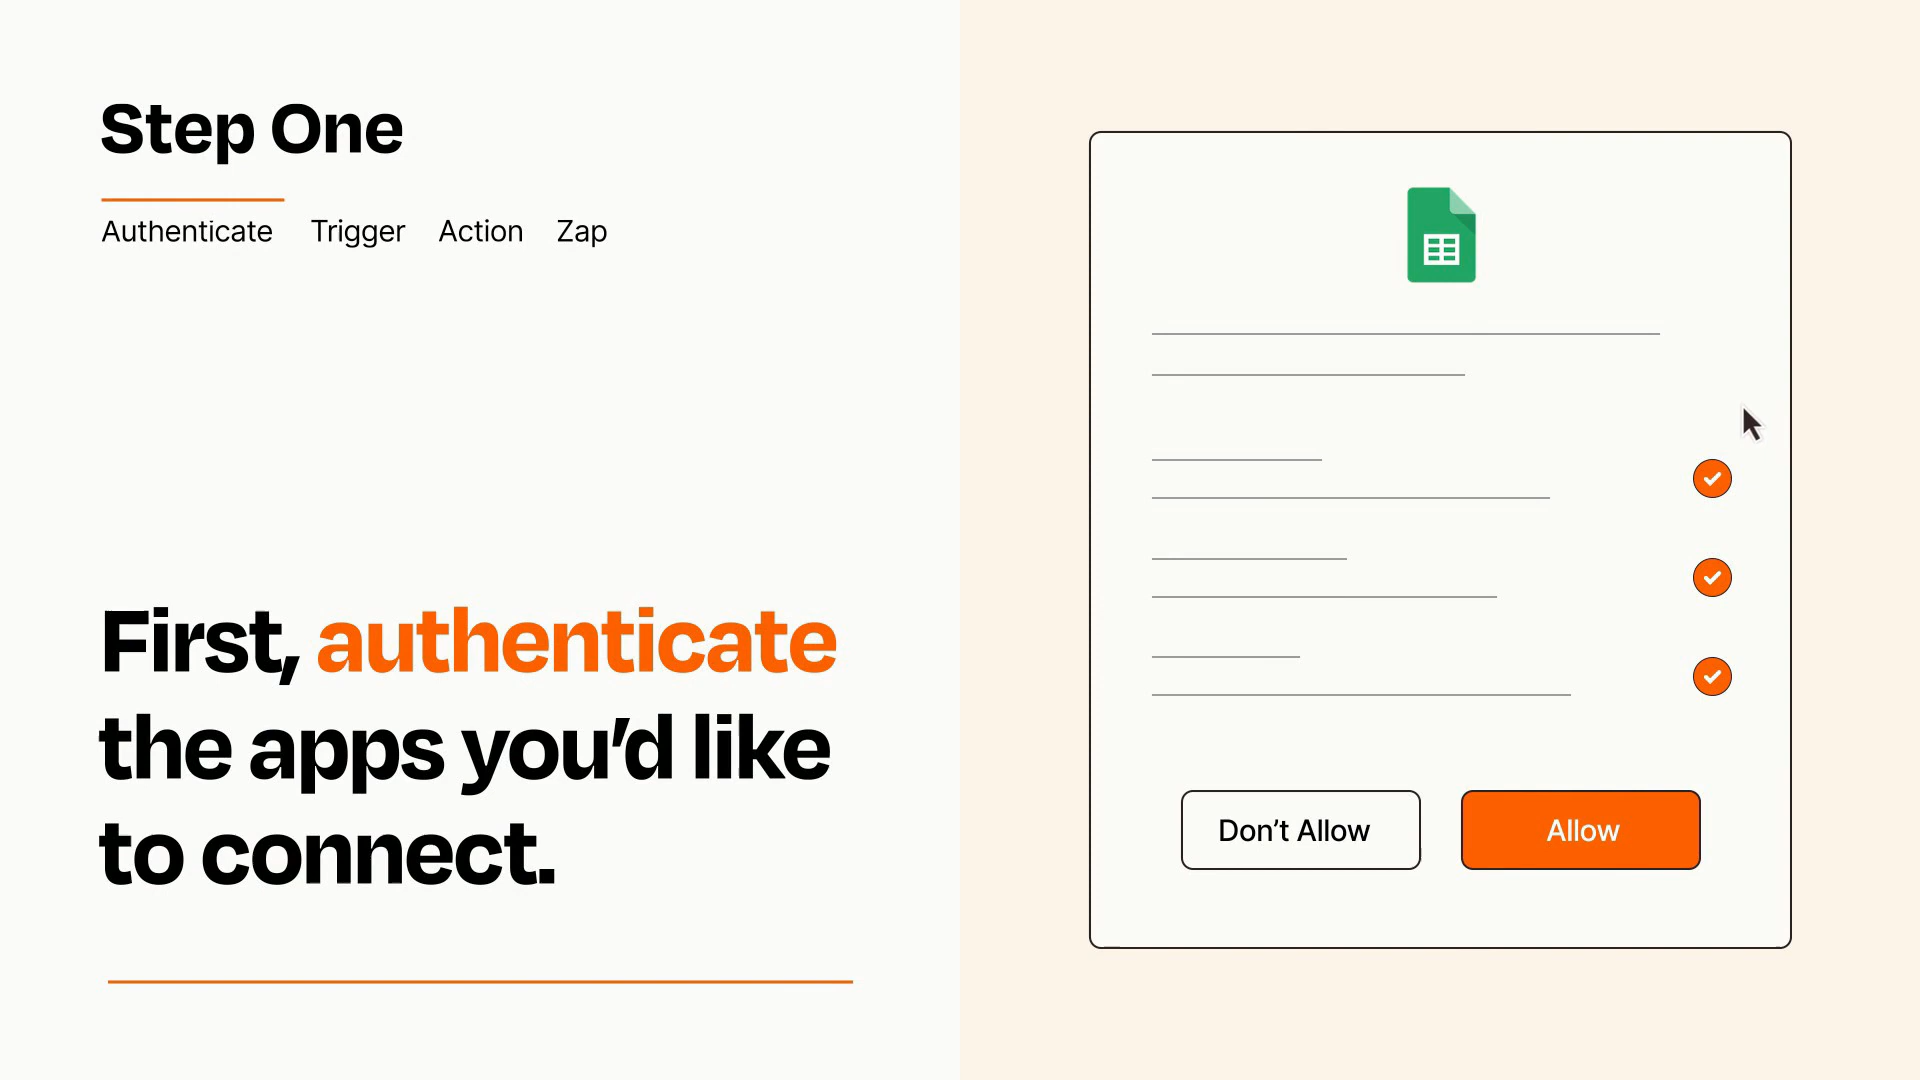 Step One
Authenticate Trigger Action Zap
First, authenticate
the apps you’d like
to connect.
Don’t Allow
Allow